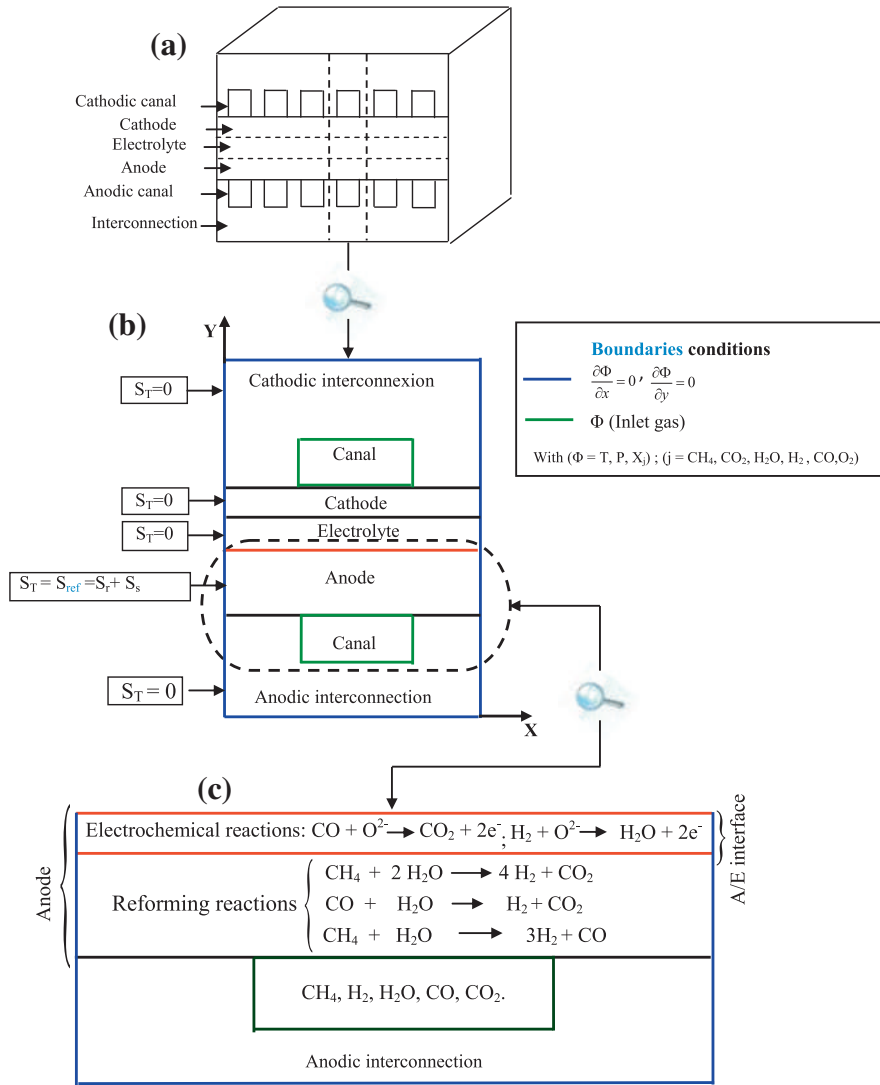 (a)
Cathodic canal
Cathode
Electrolyte
Anode
Anodic canal
Interconnection
(b)
Y
S_T=0
Cathodic interconnexion
Canal
S_T=0
Cathode
S_T=0
Electrolyte
S_T = S_ref =S_r+ S_s
Anode
Canal
S_T = 0
Anodic interconnection
X
Boundaries conditions
∂Φ/∂x = 0, ∂Φ/∂y = 0
Φ (Inlet gas)
With (Φ = T, P, X_j) ; (j = CH₄, CO₂, H₂O, H₂ , CO,O₂)
(c)
Anode
Electrochemical reactions: CO + O²⁻ → CO₂ + 2e⁻ ; H₂ + O²⁻ → H₂O + 2e⁻
A/E interface
Reforming reactions
CH₄ + 2 H₂O → 4 H₂ + CO₂
CO + H₂O → H₂ + CO₂
CH₄ + H₂O → 3H₂ + CO
CH₄, H₂, H₂O, CO, CO₂.
Anodic interconnection